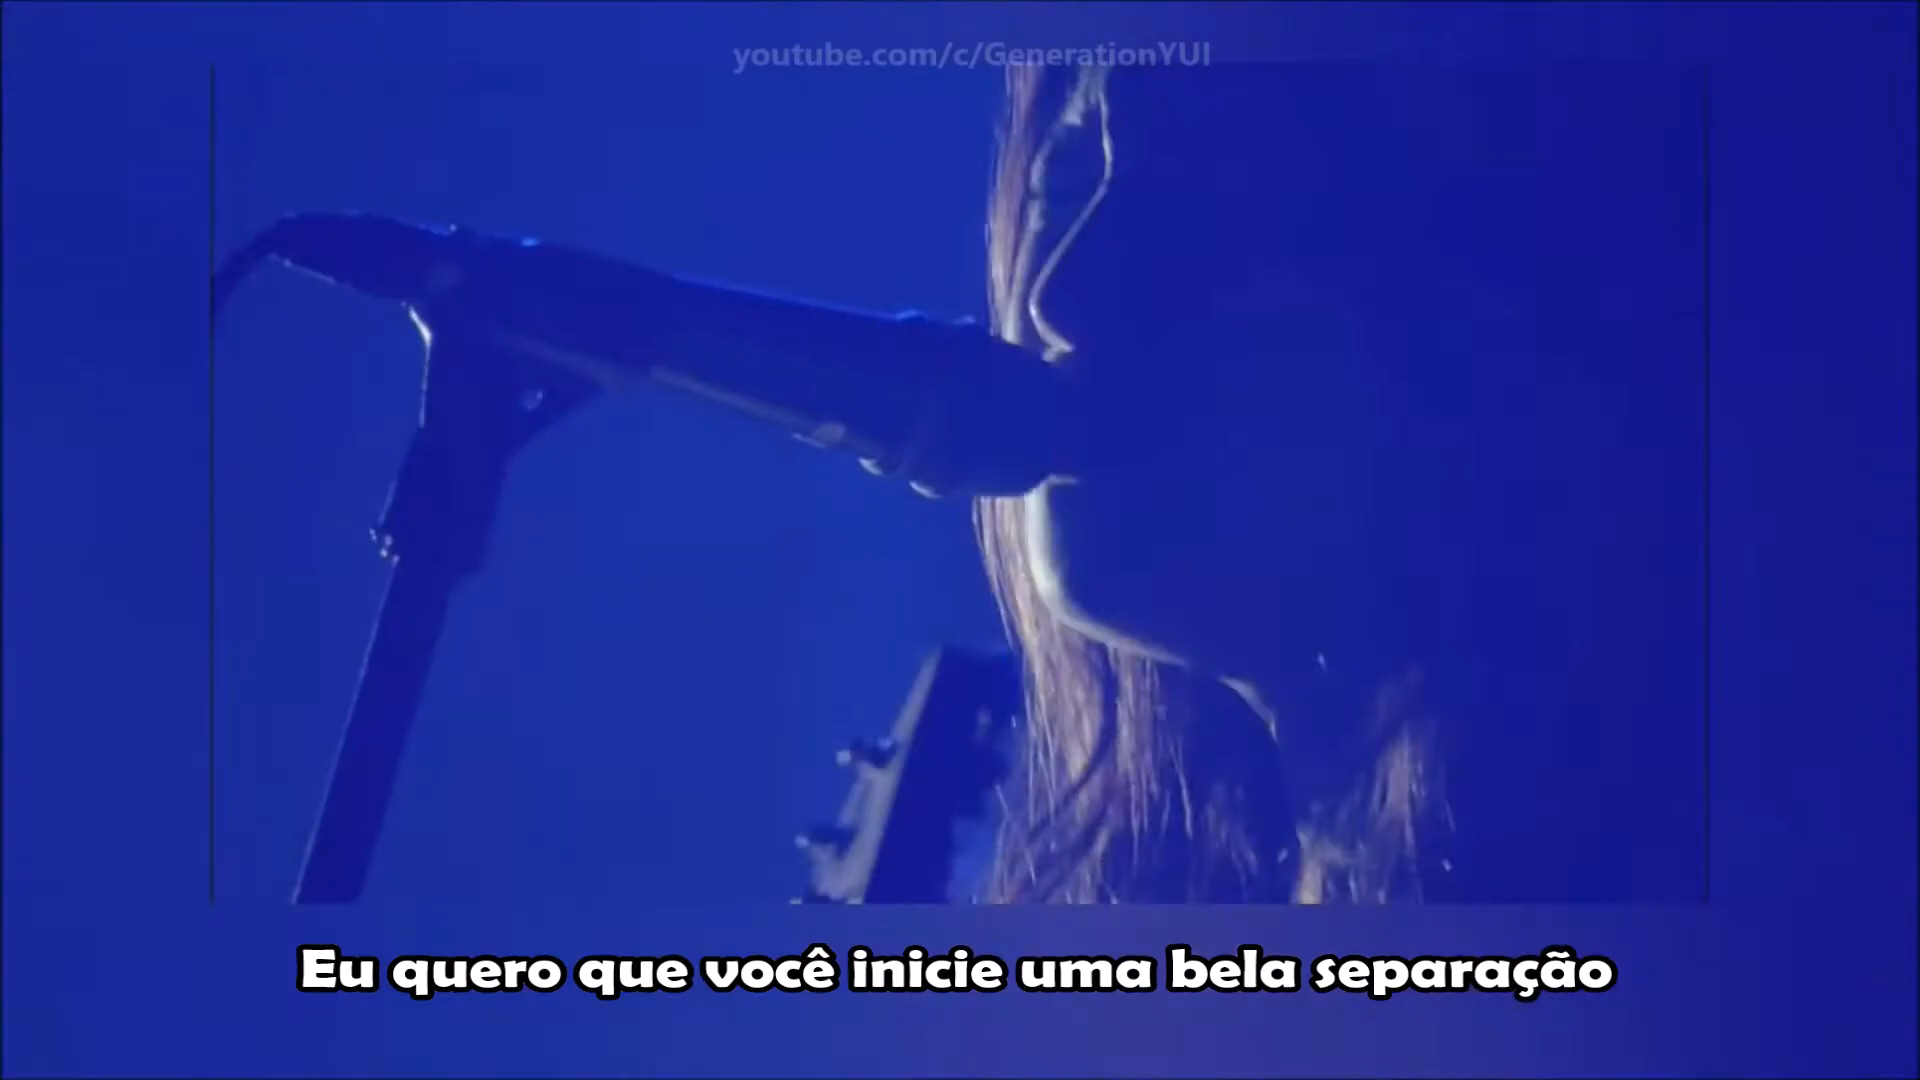 youtube.com/c/GenerationYUI
Eu quero que você inicie uma bela separação